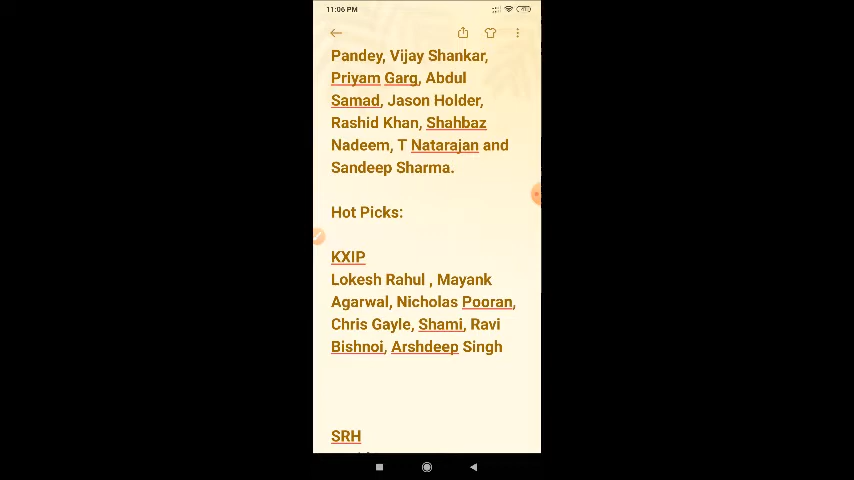 11:06 PM
Pandey, Vijay Shankar,
Priyam Garg, Abdul
Samad, Jason Holder,
Rashid Khan, Shahbaz
Nadeem, T Natarajan and
Sandeep Sharma.
Hot Picks:
KXIP
Lokesh Rahul , Mayank
Agarwal, Nicholas Pooran,
Chris Gayle, Shami, Ravi
Bishnoi, Arshdeep Singh
SRH